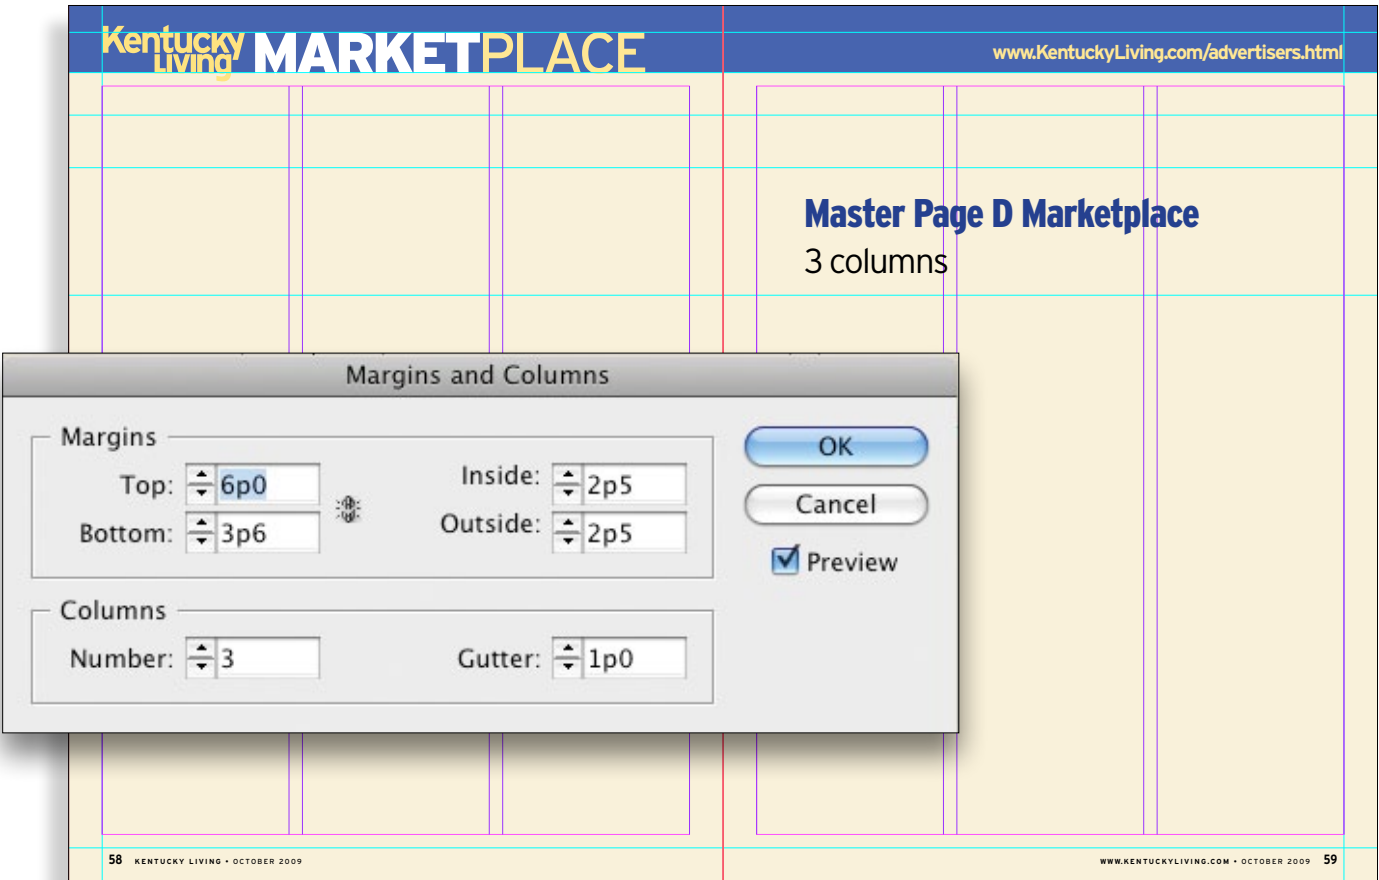 Kentucky Living MARKETPLACE
www.KentuckyLiving.com/advertisers.html
Master Page D Marketplace
3 columns
Margins and Columns
Margins
Top: 6p0
Bottom: 3p6
Inside: 2p5
Outside: 2p5
OK
Cancel
Preview
Columns
Number: 3
Gutter: 1p0
58 KENTUCKY LIVING • OCTOBER 2009
WWW.KENTUCKYLIVING.COM • OCTOBER 2009 59